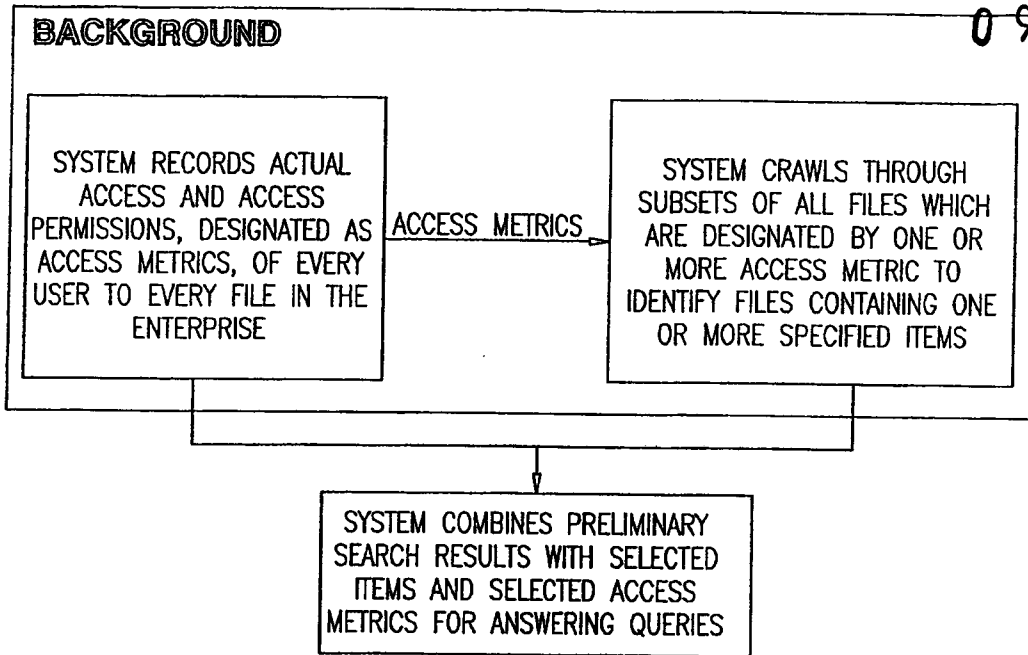 BACKGROUND
09
SYSTEM RECORDS ACTUAL
ACCESS AND ACCESS
PERMISSIONS, DESIGNATED AS
ACCESS METRICS, OF EVERY
USER TO EVERY FILE IN THE
ENTERPRISE
ACCESS METRICS
SYSTEM CRAWLS THROUGH
SUBSETS OF ALL FILES WHICH
ARE DESIGNATED BY ONE OR
MORE ACCESS METRIC TO
IDENTIFY FILES CONTAINING ONE
OR MORE SPECIFIED ITEMS
SYSTEM COMBINES PRELIMINARY
SEARCH RESULTS WITH SELECTED
ITEMS AND SELECTED ACCESS
METRICS FOR ANSWERING QUERIES